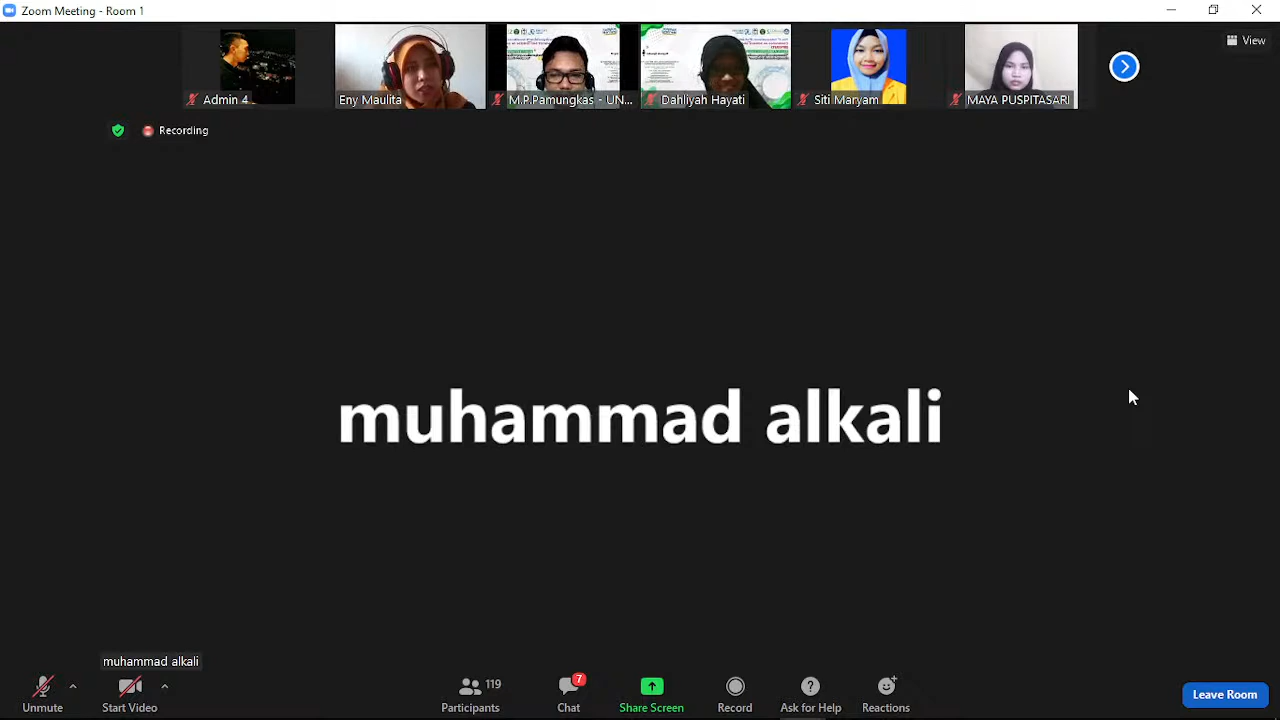 Zoom Meeting - Room 1
Admin 4
Eny Maulita
M.R.Pamungkas - UN...
Dahliyah Hayati
Siti Maryam
MAYA PUSPITASARI
Recording
muhammad alkali
muhammad alkali
Unmute
Start Video
119
Participants
7
Chat
Share Screen
Record
Ask for Help
Reactions
Leave Room